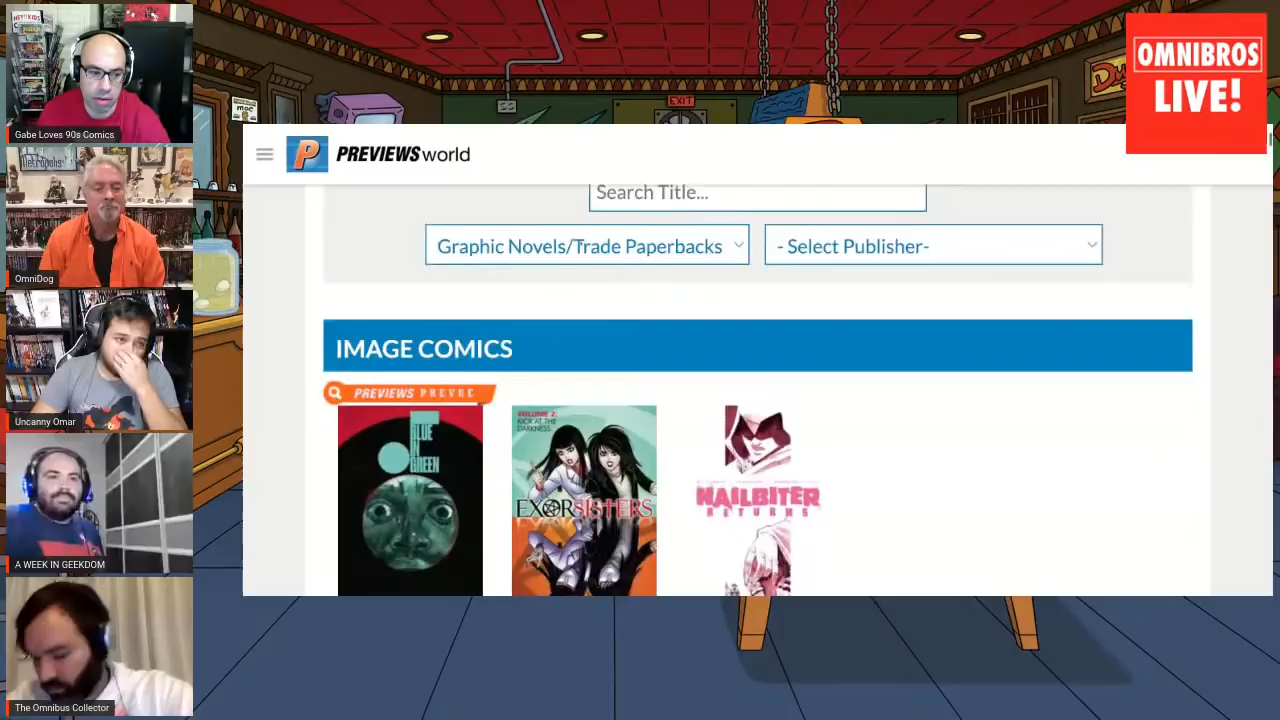 OMNIBROS
LIVE!
EXIT
Gabe Loves 90s Comics
Metropolis
OmniDog
Uncanny Omar
A WEEK IN GEEKDOM
The Omnibus Collector
PREVIEWSworld
Search Title...
Graphic Novels/Trade Paperbacks
- Select Publisher-
IMAGE COMICS
PREVIEWS PREVUE
BLUE
IN
GREEN
VOLUME 2:
KICK AT THE
DARKNESS
EXORSISTERS
NAILBITER
RETURNS